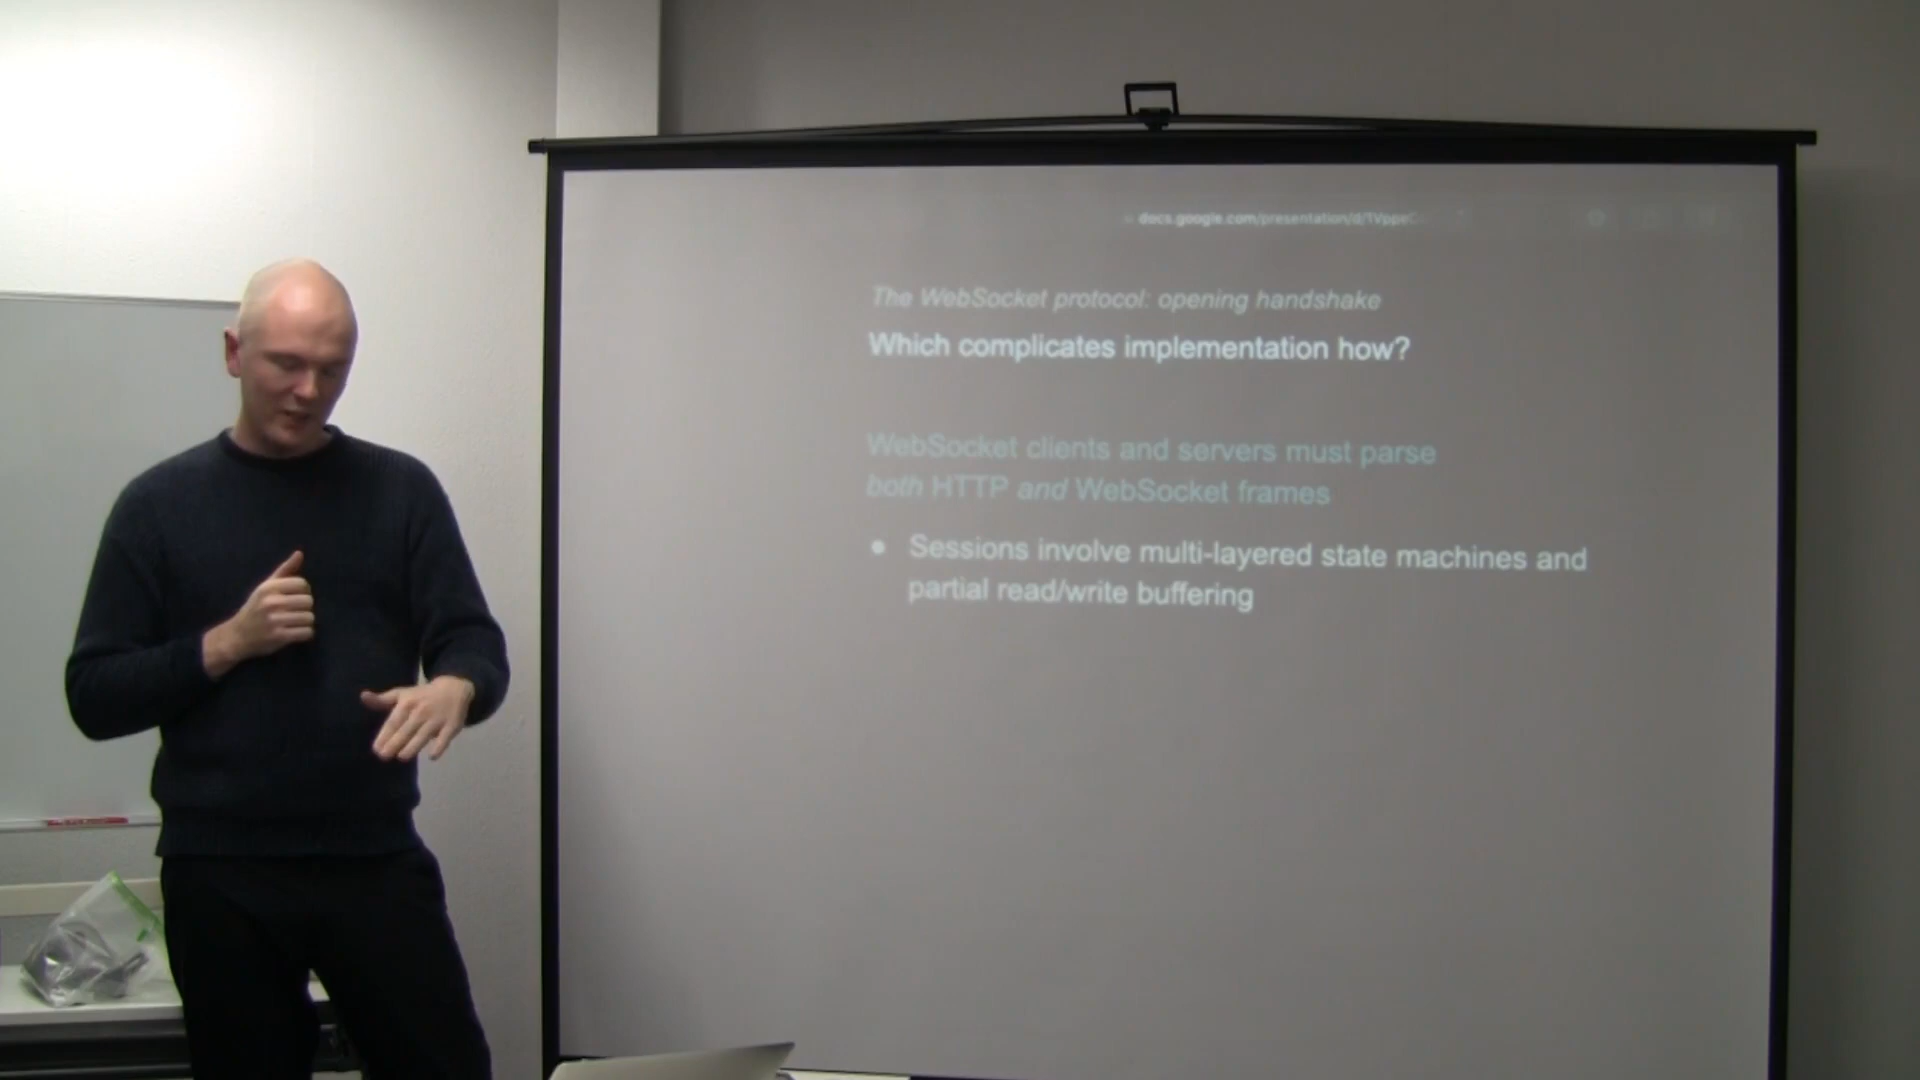 docs.google.com/presentation/d/1Vppe
The WebSocket protocol: opening handshake
Which complicates implementation how?
WebSocket clients and servers must parse
both HTTP and WebSocket frames
● Sessions involve multi-layered state machines and
partial read/write buffering